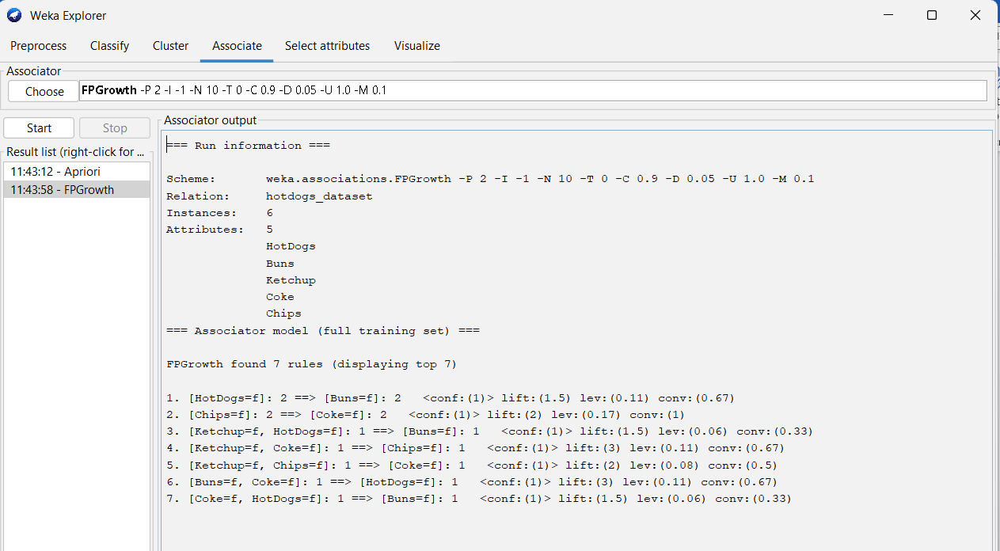 Weka Explorer
Preprocess Classify Cluster Associate Select attributes Visualize
Associator
Choose FPGrowth -P 2 -I -1 -N 10 -T 0 -C 0.9 -D 0.05 -U 1.0 -M 0.1
Start Stop
Result list (right-click for ...
11:43:12 - Apriori
11:43:58 - FPGrowth
Associator output
=== Run information ===
Scheme: weka.associations.FPGrowth -P 2 -I -1 -N 10 -T 0 -C 0.9 -D 0.05 -U 1.0 -M 0.1
Relation: hotdogs_dataset
Instances: 6
Attributes: 5
HotDogs
Buns
Ketchup
Coke
Chips
=== Associator model (full training set) ===
FPGrowth found 7 rules (displaying top 7)
1. [HotDogs=f]: 2 ==> [Buns=f]: 2 <conf:(1)> lift:(1.5) lev:(0.11) conv:(0.67)
2. [Chips=f]: 2 ==> [Coke=f]: 2 <conf:(1)> lift:(2) lev:(0.17) conv:(1)
3. [Ketchup=f, HotDogs=f]: 1 ==> [Buns=f]: 1 <conf:(1)> lift:(1.5) lev:(0.06) conv:(0.33)
4. [Ketchup=f, Coke=f]: 1 ==> [Chips=f]: 1 <conf:(1)> lift:(3) lev:(0.11) conv:(0.67)
5. [Ketchup=f, Chips=f]: 1 ==> [Coke=f]: 1 <conf:(1)> lift:(2) lev:(0.08) conv:(0.5)
6. [Buns=f, Coke=f]: 1 ==> [HotDogs=f]: 1 <conf:(1)> lift:(3) lev:(0.11) conv:(0.67)
7. [Coke=f, HotDogs=f]: 1 ==> [Buns=f]: 1 <conf:(1)> lift:(1.5) lev:(0.06) conv:(0.33)